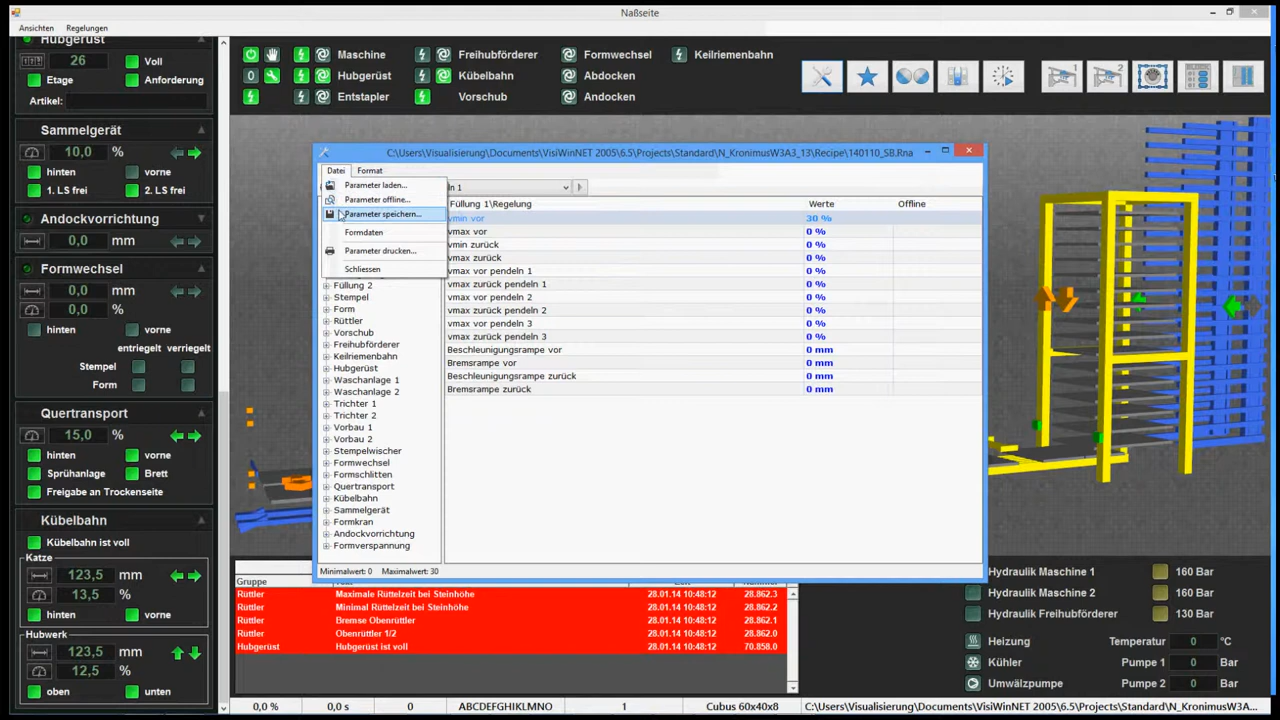 Naßseite
Ansichten Regelungen
Hubgerüst
26 Voll
Etage Anforderung
Artikel:
Sammelgerät
10,0 %
hinten vorne
1. LS frei 2. LS frei
Andockvorrichtung
0,0 mm
Formwechsel
0,0 mm
0,0 %
hinten vorne
entriegelt verriegelt
Stempel
Form
Quertransport
15,0 %
hinten vorne
Sprühanlage Brett
Freigabe an Trockenseite
Kübelbahn
Kübelbahn ist voll
Katze
123,5 mm
13,5 %
hinten vorne
Hubwerk
123,5 mm
12,5 %
oben unten
Maschine Freihubförderer Formwechsel Keilriemenbahn
0 Hubgerüst Kübelbahn Abdocken
Entstapler Vorschub Andocken
1 2
C:\Users\Visualisierung\Documents\VisiWinNET 2005\6.5\Projects\Standard\N_KronimusW3A3_13\Recipe\140110_SB.Rna
Datei Format
Parameter laden...
Parameter offline...
Parameter speichern...
Formdaten
Parameter drucken...
Schliessen
Füllung 2
Stempel
Form
Rüttler
Vorschub
Freihubförderer
Keilriemenbahn
Hubgerüst
Waschanlage 1
Waschanlage 2
Trichter 1
Trichter 2
Vorbau 1
Vorbau 2
Stempelwischer
Formwechsel
Formschlitten
Quertransport
Kübelbahn
Sammelgerät
Formkran
Andockvorrichtung
Formverspannung
ln 1
Füllung 1\Regelung Werte Offline
vmin vor 30 %
vmax vor 0 %
vmin zurück 0 %
vmax zurück 0 %
vmax vor pendeln 1 0 %
vmax zurück pendeln 1 0 %
vmax vor pendeln 2 0 %
vmax zurück pendeln 2 0 %
vmax vor pendeln 3 0 %
vmax zurück pendeln 3 0 %
Beschleunigungsrampe vor 0 mm
Bremsrampe vor 0 mm
Beschleunigungsrampe zurück 0 mm
Bremsrampe zurück 0 mm
Minimalwert: 0 Maximalwert: 30
Gruppe
Rüttler Maximale Rüttelzeit bei Steinhöhe 28.01.14 10:48:12 28.862.3
Rüttler Minimal Rüttelzeit bei Steinhöhe 28.01.14 10:48:12 28.862.2
Rüttler Bremse Obenrüttler 28.01.14 10:48:12 28.862.1
Rüttler Obenrüttler 1/2 28.01.14 10:48:12 28.862.0
Hubgerüst Hubgerüst ist voll 28.01.14 10:48:12 70.858.0
Hydraulik Maschine 1 160 Bar
Hydraulik Maschine 2 160 Bar
Hydraulik Freihubförderer 130 Bar
Heizung Temperatur 0 °C
Kühler Pumpe 1 0 Bar
Umwälzpumpe Pumpe 2 0 Bar
0,0 % 0,0 s 0 ABCDEFGHIKLMNO 1 Cubus 60x40x8 C:\Users\Visualisierung\Documents\VisiWinNET 2005\6.5\Pro...